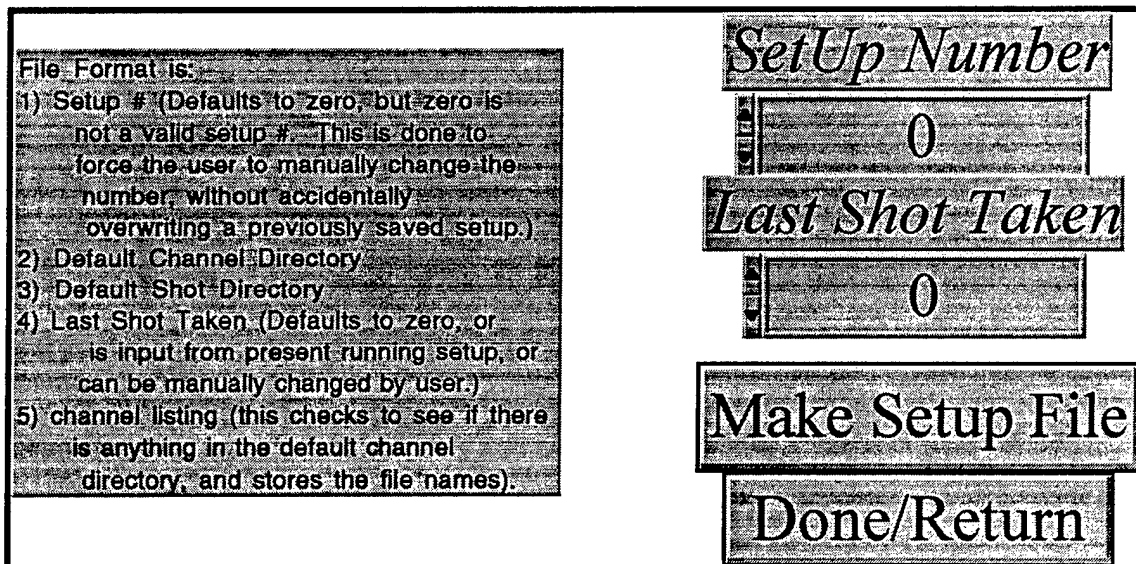 File Format is:
1) Setup # (Defaults to zero, but zero is
not a valid setup #. This is done to
force the user to manually change the
number, without accidentally
overwriting a previously saved setup.)
2) Default Channel Directory
3) Default Shot Directory
4) Last Shot Taken (Defaults to zero, or
is input from present running setup, or
can be manually changed by user.)
5) channel listing (this checks to see if there
is anything in the default channel
directory, and stores the file names).
SetUp Number
0
Last Shot Taken
0
Make Setup File
Done/Return